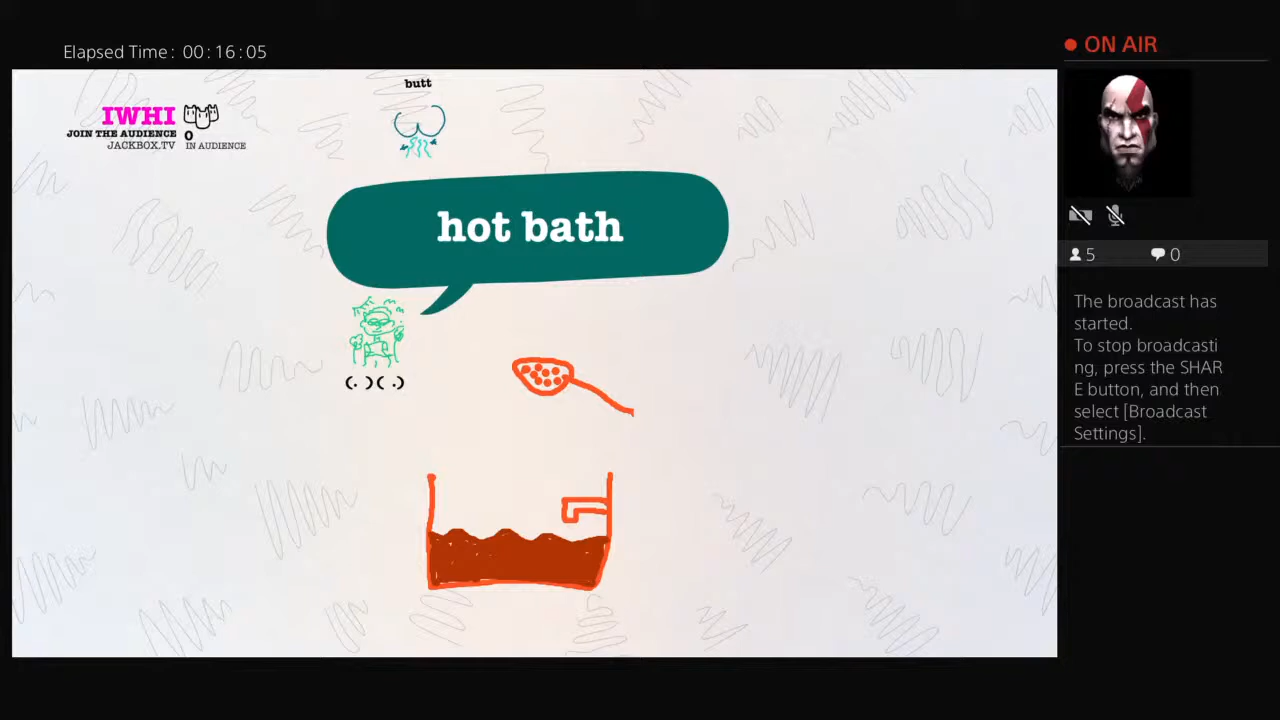 Elapsed Time: 00:16:05
ON AIR
butt
IWHI
JOIN THE AUDIENCE
JACKBOX.TV
0
IN AUDIENCE
hot bath
(. )( .)
5
0
The broadcast has
started.
To stop broadcasti
ng, press the SHAR
E button, and then
select [Broadcast
Settings].